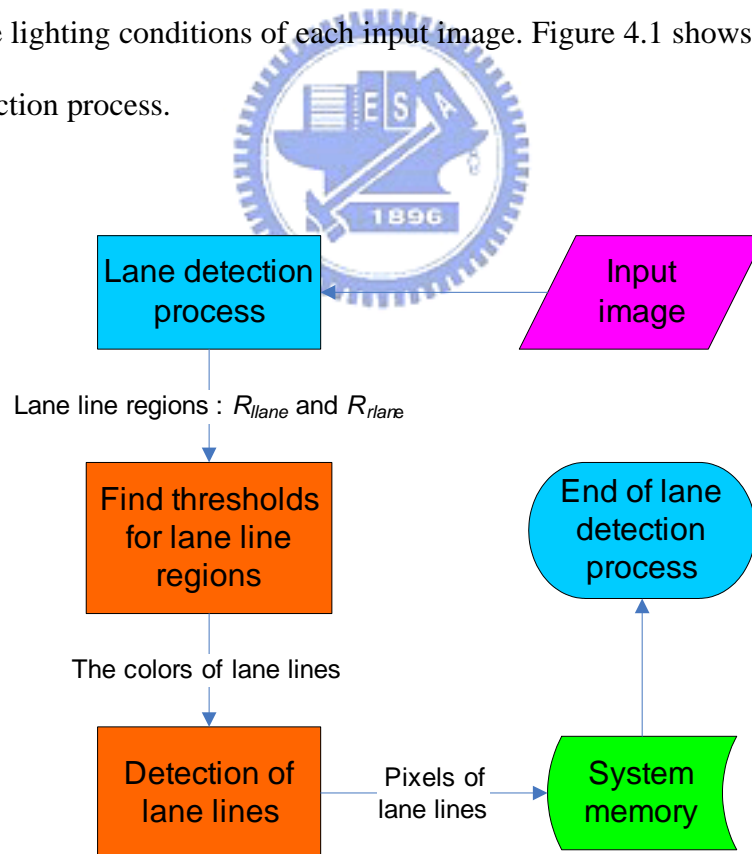 e lighting conditions of each input image. Figure 4.1 shows
ction process.
E S A
1896
Lane detection
process
Input
image
Lane line regions : Rllane and Rrlane
Find thresholds
for lane line
regions
End of lane
detection
process
The colors of lane lines
Detection of
lane lines
Pixels of
lane lines
System
memory